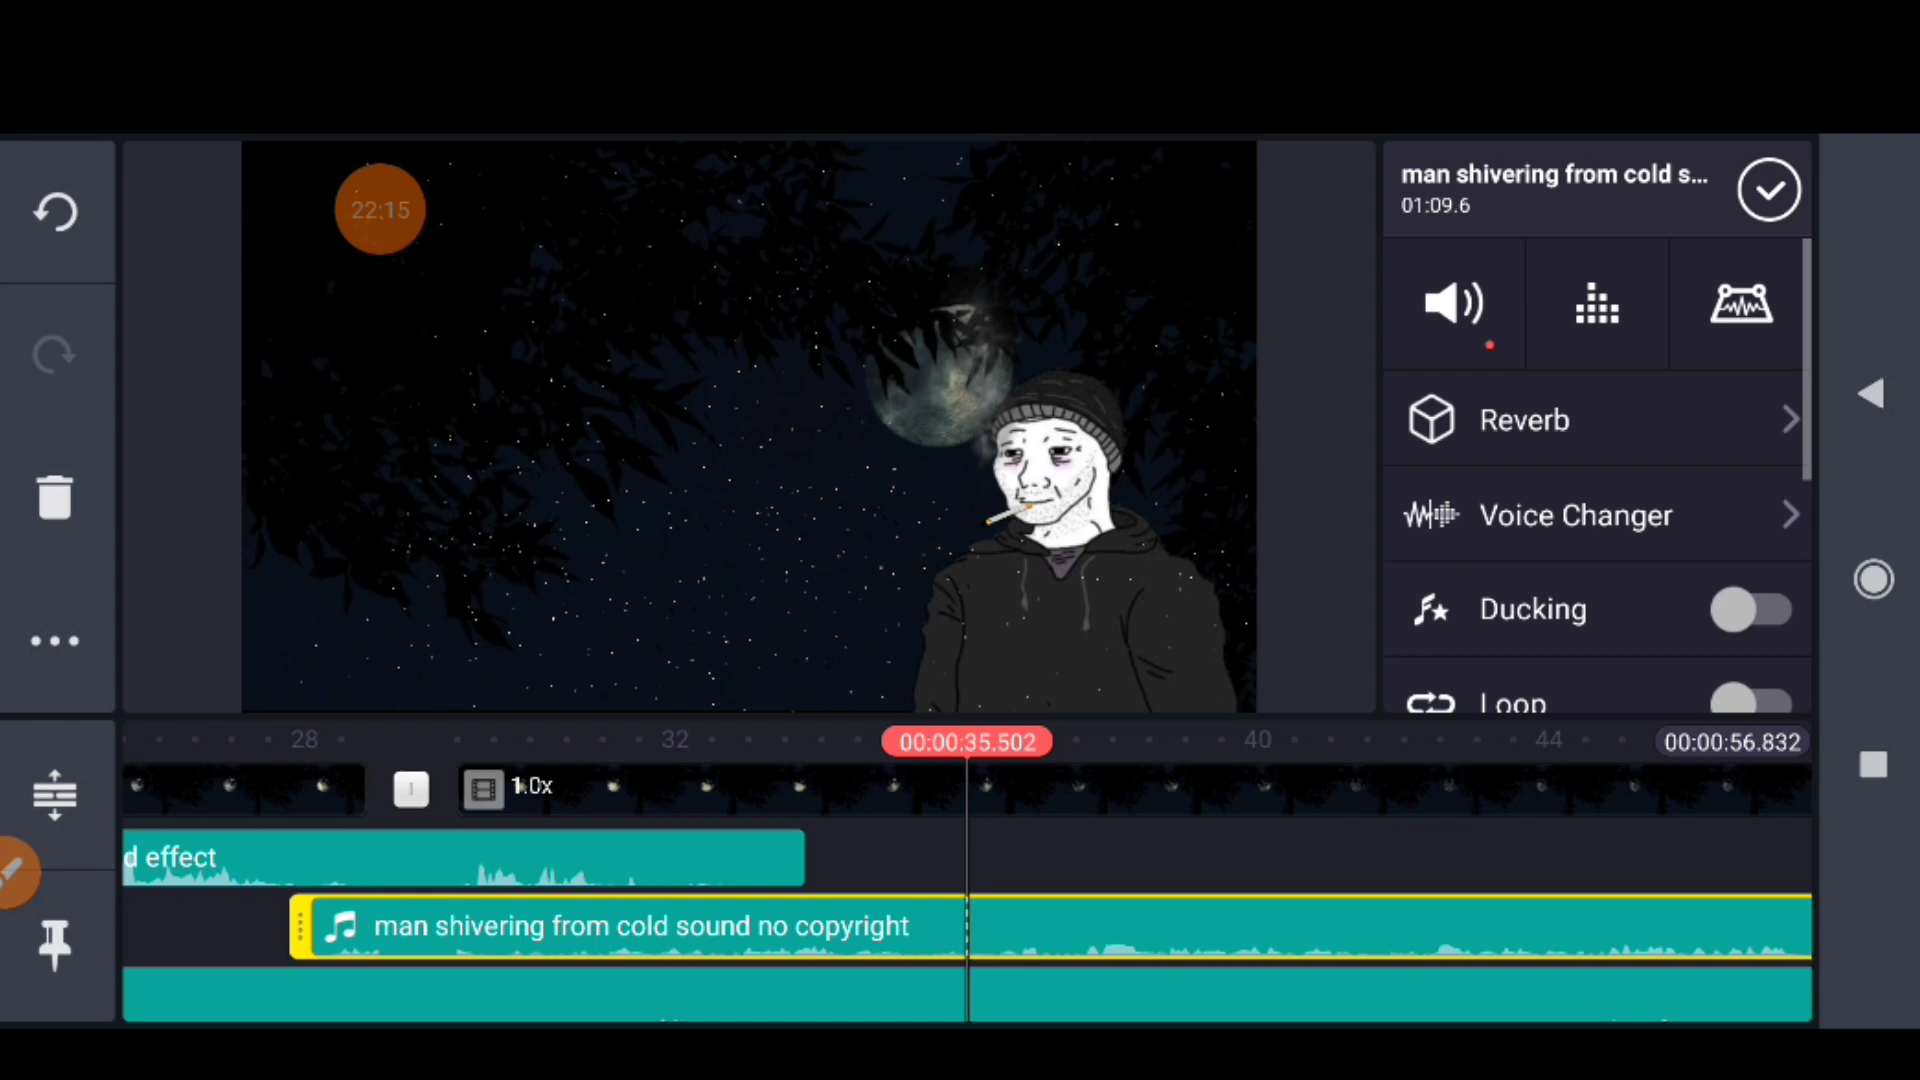 22:15
man shivering from cold s...
01:09.6
Reverb
Voice Changer
Ducking
Loop
28
32
00:00:35.502
40
44
00:00:56.832
1.0x
d effect
man shivering from cold sound no copyright